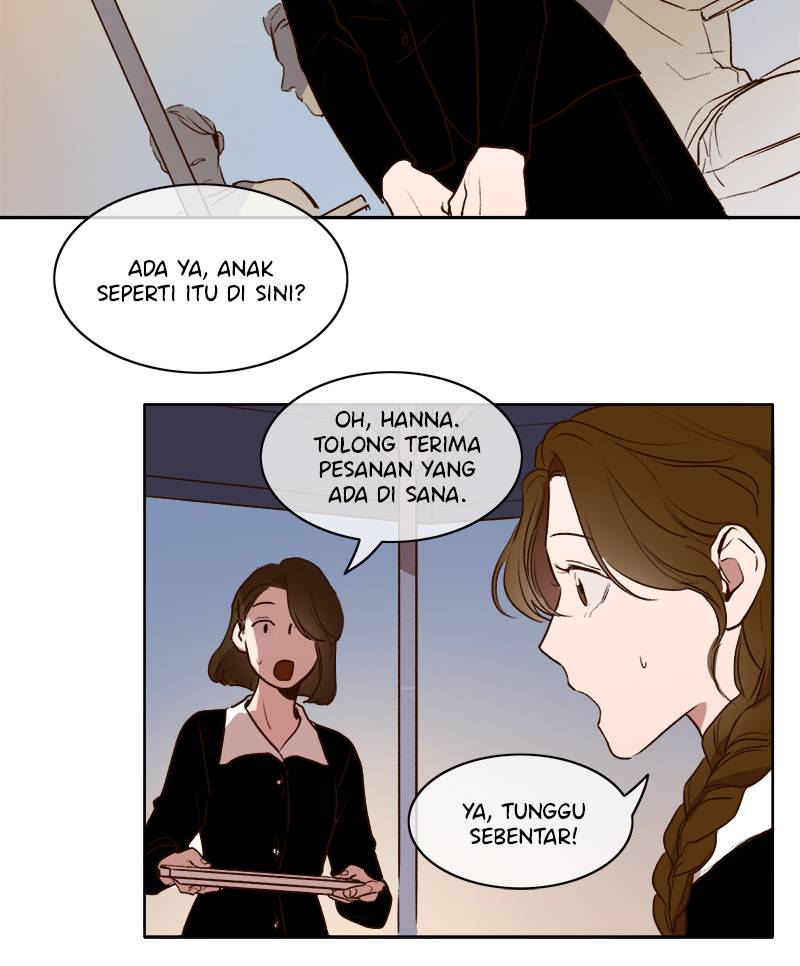 ADA YA, ANAK
SEPERTI ITU DI SINI?
OH, HANNA.
TOLONG TERIMA
PESANAN YANG
ADA DI SANA.
YA, TUNGGU
SEBENTAR!